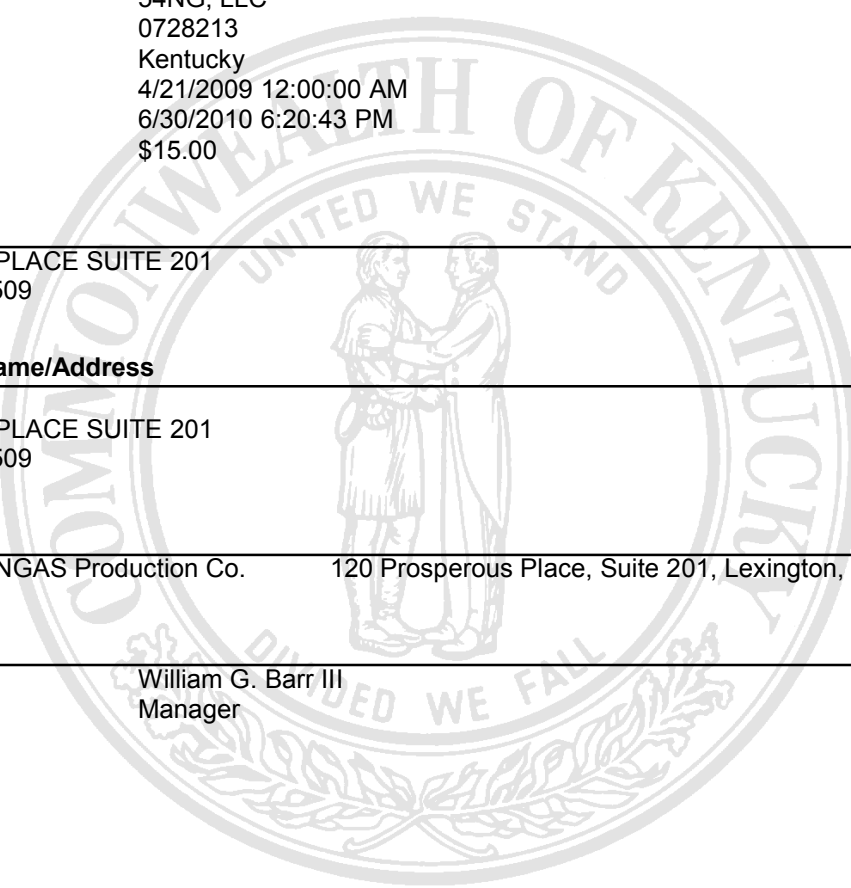 54NG, LLC
0728213
Kentucky
4/21/2009 12:00:00 AM
6/30/2010 6:20:43 PM
$15.00
PLACE SUITE 201
509
ame/Address
PLACE SUITE 201
509
NGAS Production Co. 120 Prosperous Place, Suite 201, Lexington,
William G. Barr III
Manager
COMMONWEALTH OF KENTUCKY
UNITED WE STAND
DIVIDED WE FALL